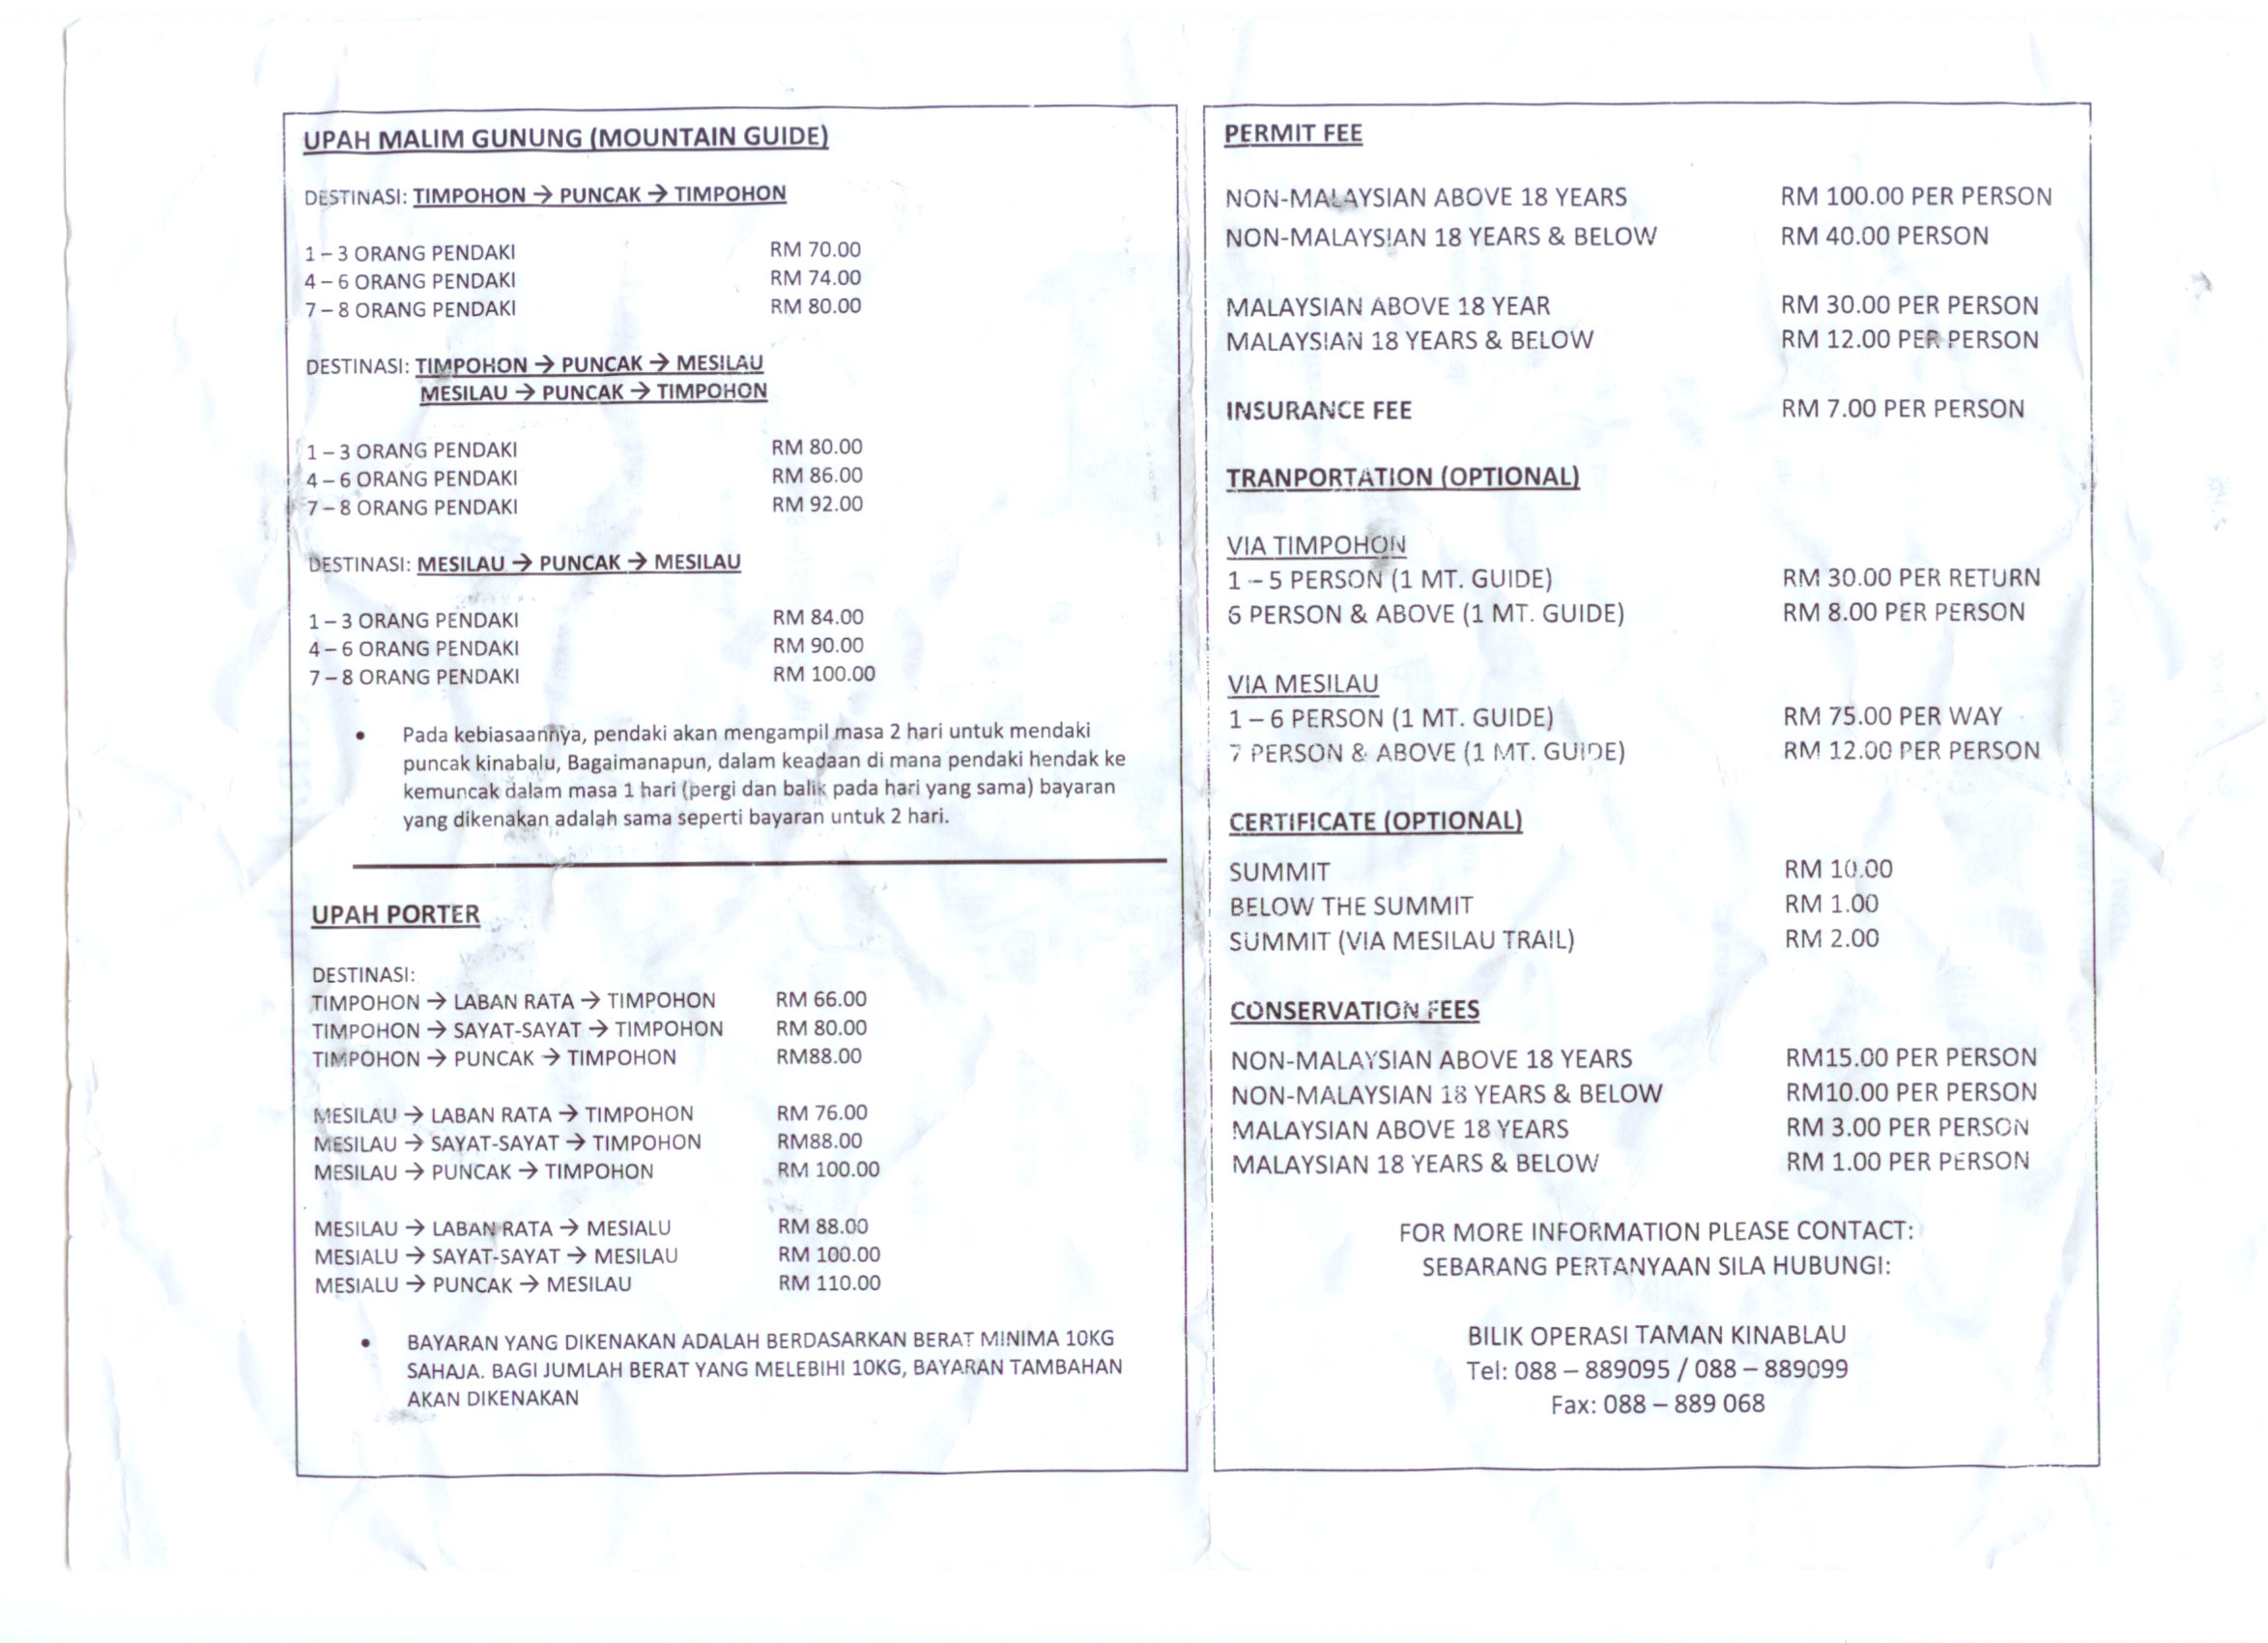 UPAH MALIM GUNUNG (MOUNTAIN GUIDE)
DESTINASI: TIMPOHON → PUNCAK → TIMPOHON
1 – 3 ORANG PENDAKI RM 70.00
4 – 6 ORANG PENDAKI RM 74.00
7 – 8 ORANG PENDAKI RM 80.00
DESTINASI: TIMPOHON → PUNCAK → MESILAU
MESILAU → PUNCAK → TIMPOHON
1 – 3 ORANG PENDAKI RM 80.00
4 – 6 ORANG PENDAKI RM 86.00
7 – 8 ORANG PENDAKI RM 92.00
DESTINASI: MESILAU → PUNCAK → MESILAU
1 – 3 ORANG PENDAKI RM 84.00
4 – 6 ORANG PENDAKI RM 90.00
7 – 8 ORANG PENDAKI RM 100.00
• Pada kebiasaannya, pendaki akan mengampil masa 2 hari untuk mendaki
puncak kinabalu, Bagaimanapun, dalam keadaan di mana pendaki hendak ke
kemuncak dalam masa 1 hari (pergi dan balik pada hari yang sama) bayaran
yang dikenakan adalah sama seperti bayaran untuk 2 hari.
UPAH PORTER
DESTINASI:
TIMPOHON → LABAN RATA → TIMPOHON RM 66.00
TIMPOHON → SAYAT-SAYAT → TIMPOHON RM 80.00
TIMPOHON → PUNCAK → TIMPOHON RM88.00
MESILAU → LABAN RATA → TIMPOHON RM 76.00
MESILAU → SAYAT-SAYAT → TIMPOHON RM88.00
MESILAU → PUNCAK → TIMPOHON RM 100.00
MESILAU → LABAN RATA → MESIALU RM 88.00
MESIALU → SAYAT-SAYAT → MESILAU RM 100.00
MESIALU → PUNCAK → MESILAU RM 110.00
• BAYARAN YANG DIKENAKAN ADALAH BERDASARKAN BERAT MINIMA 10KG
SAHAJA. BAGI JUMLAH BERAT YANG MELEBIHI 10KG, BAYARAN TAMBAHAN
AKAN DIKENAKAN
PERMIT FEE
NON-MALAYSIAN ABOVE 18 YEARS RM 100.00 PER PERSON
NON-MALAYSIAN 18 YEARS & BELOW RM 40.00 PERSON
MALAYSIAN ABOVE 18 YEAR RM 30.00 PER PERSON
MALAYSIAN 18 YEARS & BELOW RM 12.00 PER PERSON
INSURANCE FEE RM 7.00 PER PERSON
TRANPORTATION (OPTIONAL)
VIA TIMPOHON
1 – 5 PERSON (1 MT. GUIDE) RM 30.00 PER RETURN
6 PERSON & ABOVE (1 MT. GUIDE) RM 8.00 PER PERSON
VIA MESILAU
1 – 6 PERSON (1 MT. GUIDE) RM 75.00 PER WAY
7 PERSON & ABOVE (1 MT. GUIDE) RM 12.00 PER PERSON
CERTIFICATE (OPTIONAL)
SUMMIT RM 10.00
BELOW THE SUMMIT RM 1.00
SUMMIT (VIA MESILAU TRAIL) RM 2.00
CONSERVATION FEES
NON-MALAYSIAN ABOVE 18 YEARS RM15.00 PER PERSON
NON-MALAYSIAN 18 YEARS & BELOW RM10.00 PER PERSON
MALAYSIAN ABOVE 18 YEARS RM 3.00 PER PERSON
MALAYSIAN 18 YEARS & BELOW RM 1.00 PER PERSON
FOR MORE INFORMATION PLEASE CONTACT:
SEBARANG PERTANYAAN SILA HUBUNGI:
BILIK OPERASI TAMAN KINABLAU
Tel: 088 – 889095 / 088 – 889099
Fax: 088 – 889 068